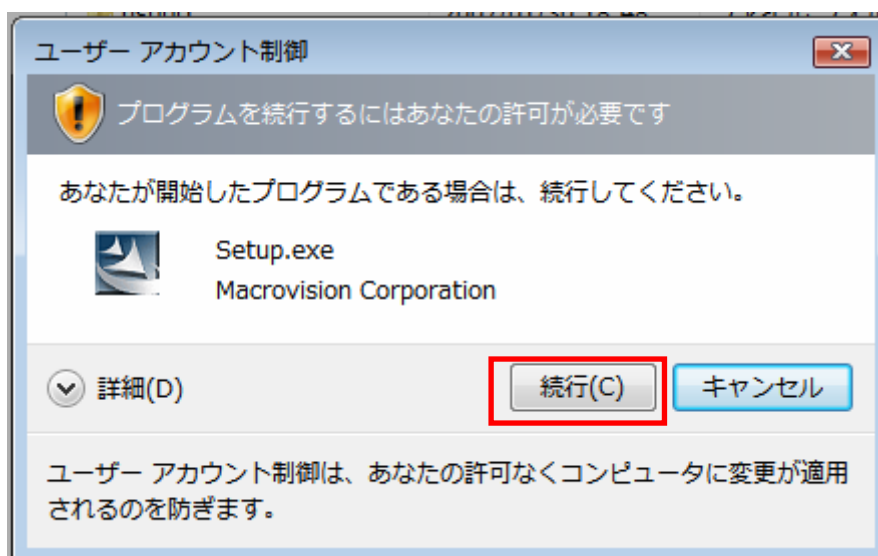 ユーザー アカウント制御
プログラムを続行するにはあなたの許可が必要です
あなたが開始したプログラムである場合は、続行してください。
Setup.exe
Macrovision Corporation
詳細(D)
続行(C)
キャンセル
ユーザー アカウント制御は、あなたの許可なくコンピュータに変更が適用
されるのを防ぎます。